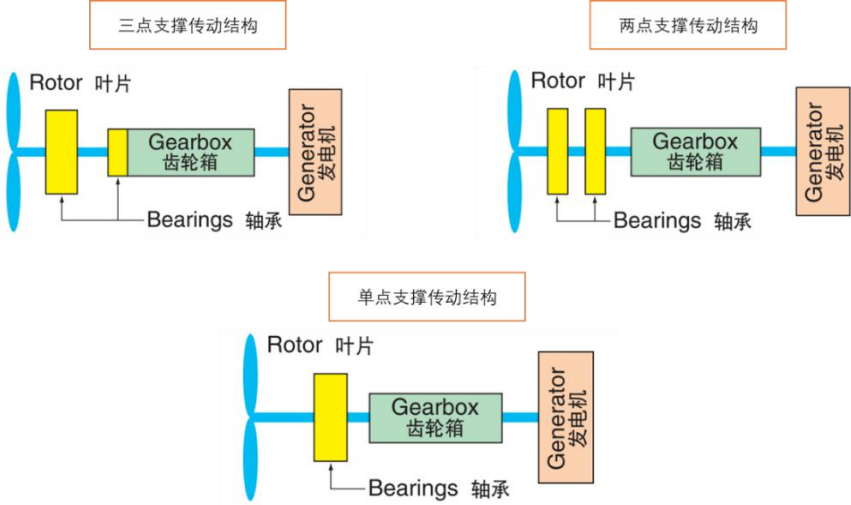 三点支撑传动结构
Rotor 叶片
Gearbox
齿轮箱
Generator
发电机
Bearings 轴承
两点支撑传动结构
Rotor 叶片
Gearbox
齿轮箱
Generator
发电机
Bearings 轴承
单点支撑传动结构
Rotor 叶片
Gearbox
齿轮箱
Generator
发电机
Bearings 轴承